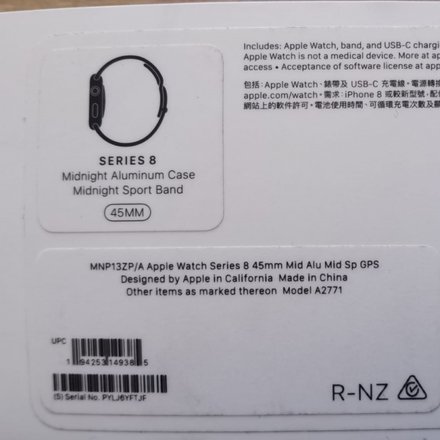 Includes: Apple Watch, band, and USB-C
Apple Watch is not a medical device. More at
access • Acceptance of software license at
包括：Apple Watch、錶帶及 USB-C 充電線。電源
apple.com/watch。需求：iPhone 8 或較新型號。
網站上的軟件許可。電池使用時間、可循環充電次數及
SERIES 8
Midnight Aluminum Case
Midnight Sport Band
45MM
MNP13ZP/A Apple Watch Series 8 45mm Mid Alu Mid Sp GPS
Designed by Apple in California Made in China
Other items as marked thereon Model A2771
UPC
1 94253 14938 5
(S) Serial No. PYLJ6YFTJF
R-NZ